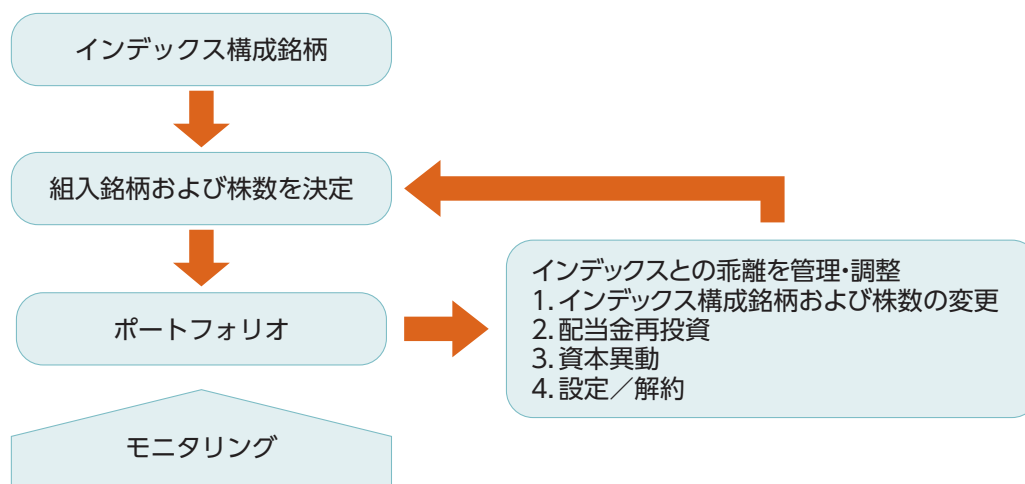 インデックス構成銘柄
組入銘柄および株数を決定
ポートフォリオ
モニタリング
インデックスとの乖離を管理・調整
1. インデックス構成銘柄および株数の変更
2. 配当金再投資
3. 資本異動
4. 設定／解約